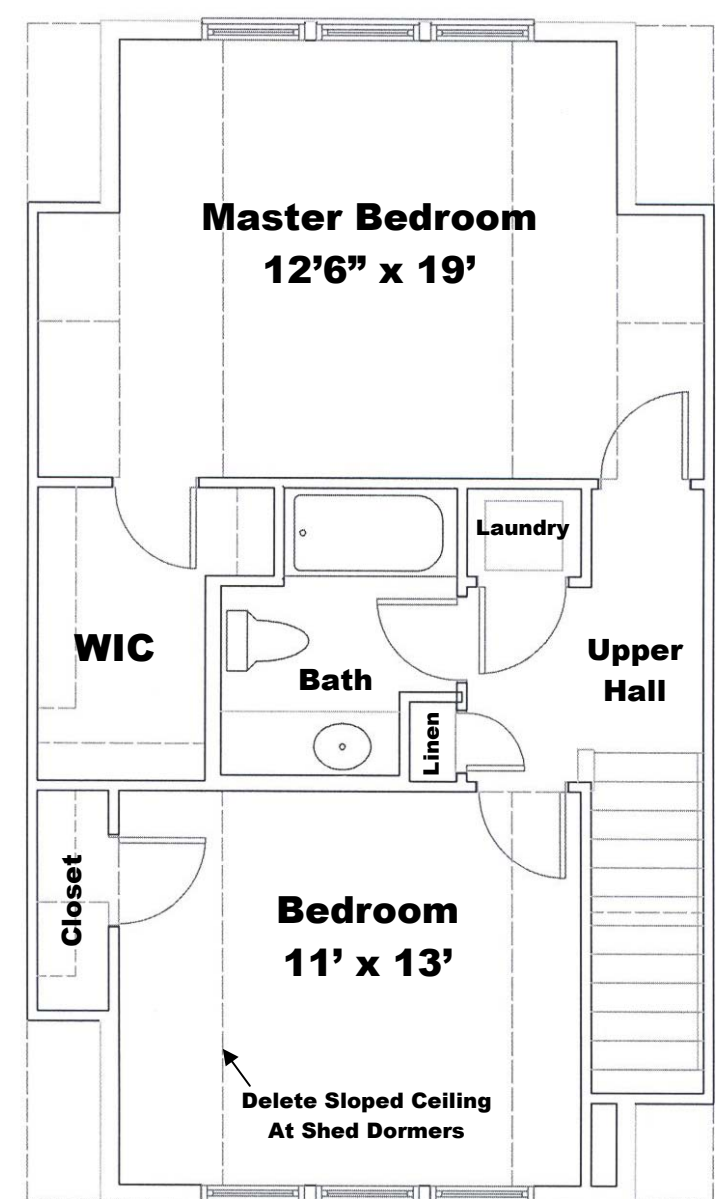 Master Bedroom
12’6” x 19’
Laundry
WIC
Bath
Upper
Hall
Linen
Closet
Bedroom
11’ x 13’
Delete Sloped Ceiling
At Shed Dormers